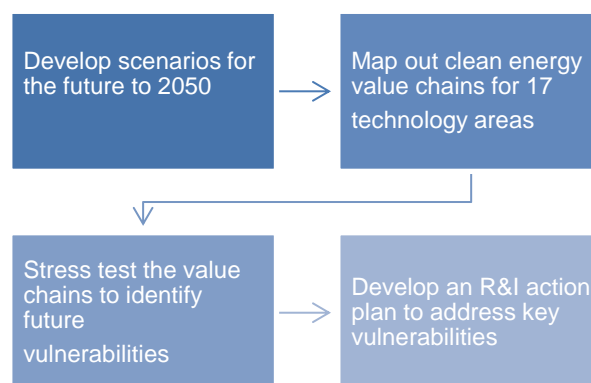 Develop scenarios for
the future to 2050
Map out clean energy
value chains for 17
technology areas
Stress test the value
chains to identify
future
vulnerabilities
Develop an R&I action
plan to address key
vulnerabilities